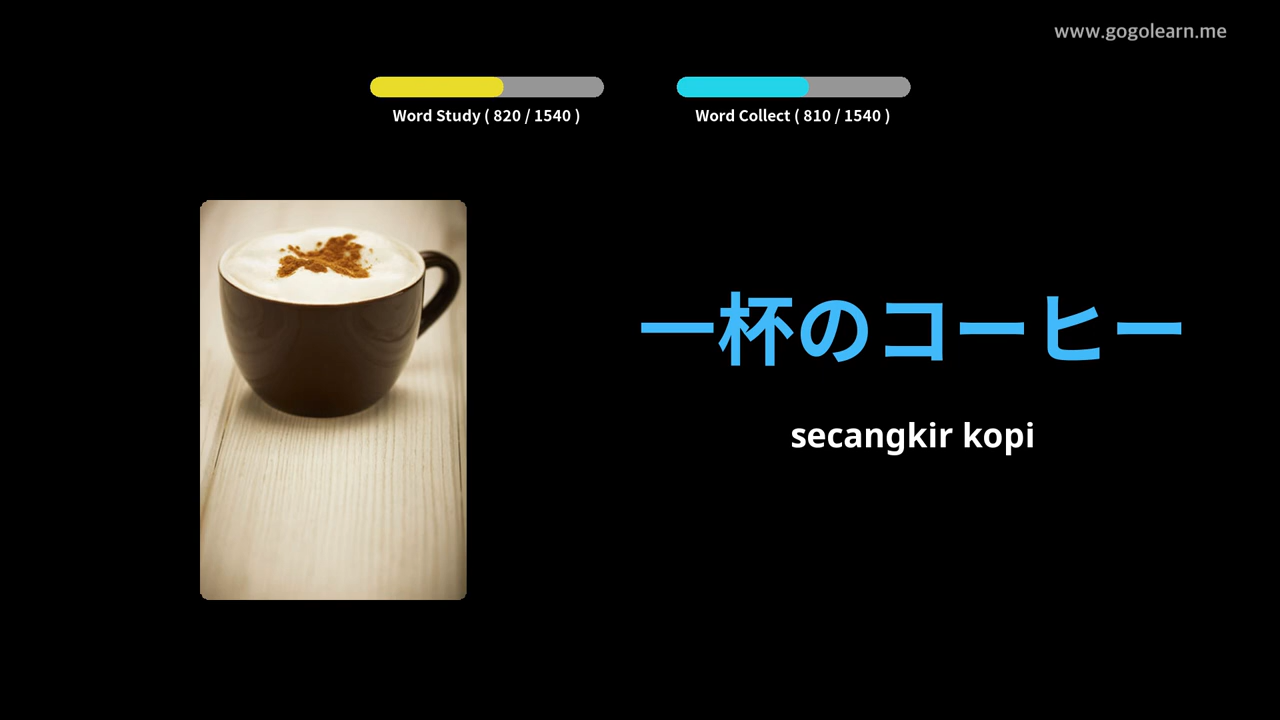 www.gogolearn.me
Word Study ( 820 / 1540 )
Word Collect ( 810 / 1540 )
一杯のコーヒー
secangkir kopi